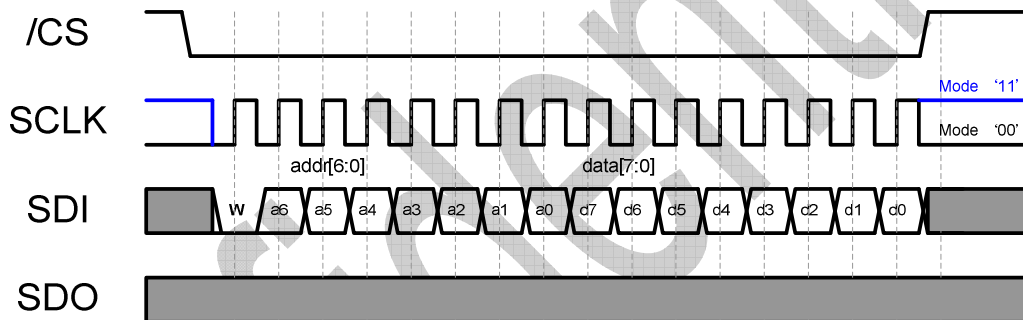 /CS
Mode '11'
SCLK
Mode '00'
addr[6:0] data[7:0]
SDI W a6 a5 a4 a3 a2 a1 a0 d7 d6 d5 d4 d3 d2 d1 d0
SDO